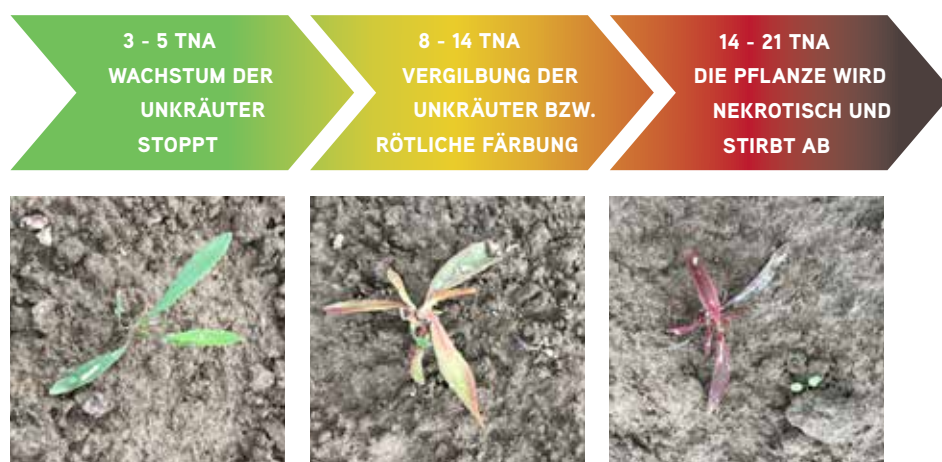 3 - 5 TNA
WACHSTUM DER
UNKRÄUTER
STOPPT
8 - 14 TNA
VERGILBUNG DER
UNKRÄUTER BZW.
RÖTLICHE FÄRBUNG
14 - 21 TNA
DIE PFLANZE WIRD
NEKROTISCH UND
STIRBT AB